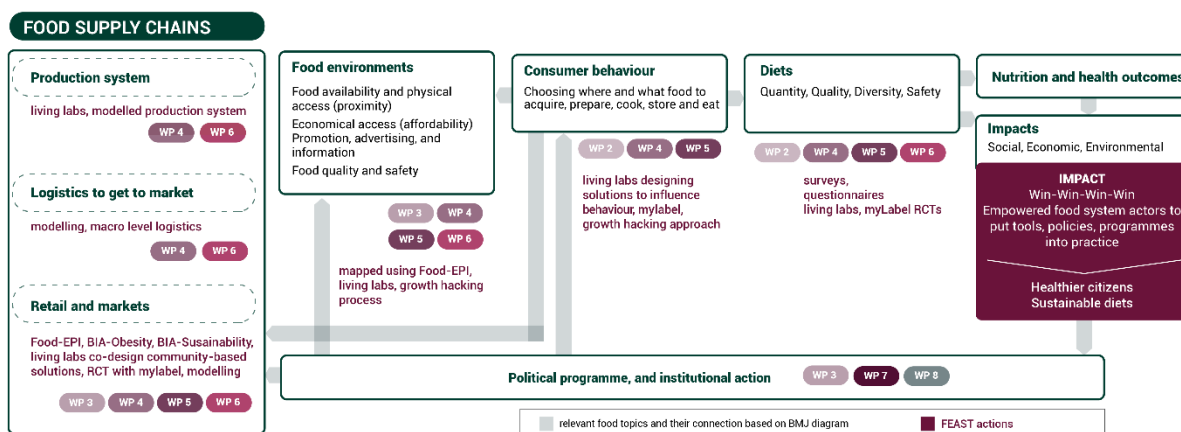 FOOD SUPPLY CHAINS
Production system
living labs, modelled production system
WP 4 WP 6
Logistics to get to market
modelling, macro level logistics
WP 4 WP 6
Retail and markets
Food-EPI, BIA-Obesity, BIA-Sustainability,
living labs co-design community-based
solutions, RCT with mylabel, modelling
WP 3 WP 4 WP 5 WP 6
Food environments
Food availability and physical
access (proximity)
Economical access (affordability)
Promotion, advertising, and
information
Food quality and safety
WP 3 WP 4
WP 5 WP 6
mapped using Food-EPI,
living labs, growth hacking
process
Consumer behaviour
Choosing where and what food to
acquire, prepare, cook, store and eat
WP 2 WP 4 WP 5
living labs designing
solutions to influence
behaviour, mylabel,
growth hacking approach
Diets
Quantity, Quality, Diversity, Safety
WP 2 WP 4 WP 5 WP 6
surveys,
questionnaires
living labs, myLabel RCTs
Nutrition and health outcomes
Impacts
Social, Economic, Environmental
IMPACT
Win-Win-Win-Win
Empowered food system actors to
put tools, policies, programmes
into practice
Healthier citizens
Sustainable diets
Political programme, and institutional action WP 3 WP 7 WP 8
relevant food topics and their connection based on BMJ diagram
FEAST actions